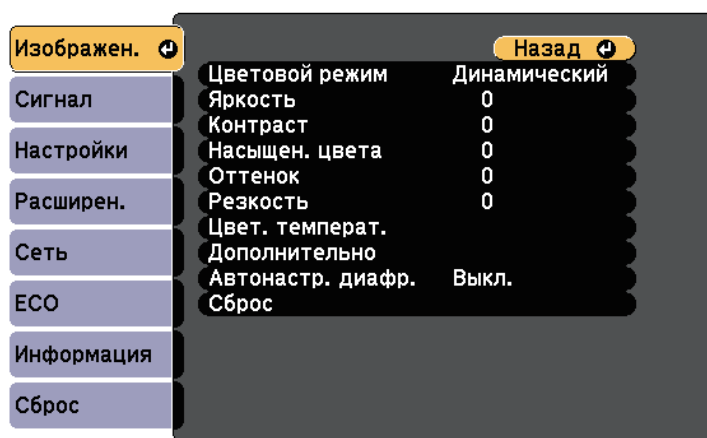 Изображен.
Сигнал
Настройки
Расширен.
Сеть
ECO
Информация
Сброс
Назад
Цветовой режим Динамический
Яркость 0
Контраст 0
Насыщен. цвета 0
Оттенок 0
Резкость 0
Цвет. температ.
Дополнительно
Автонастр. диафр. Выкл.
Сброс